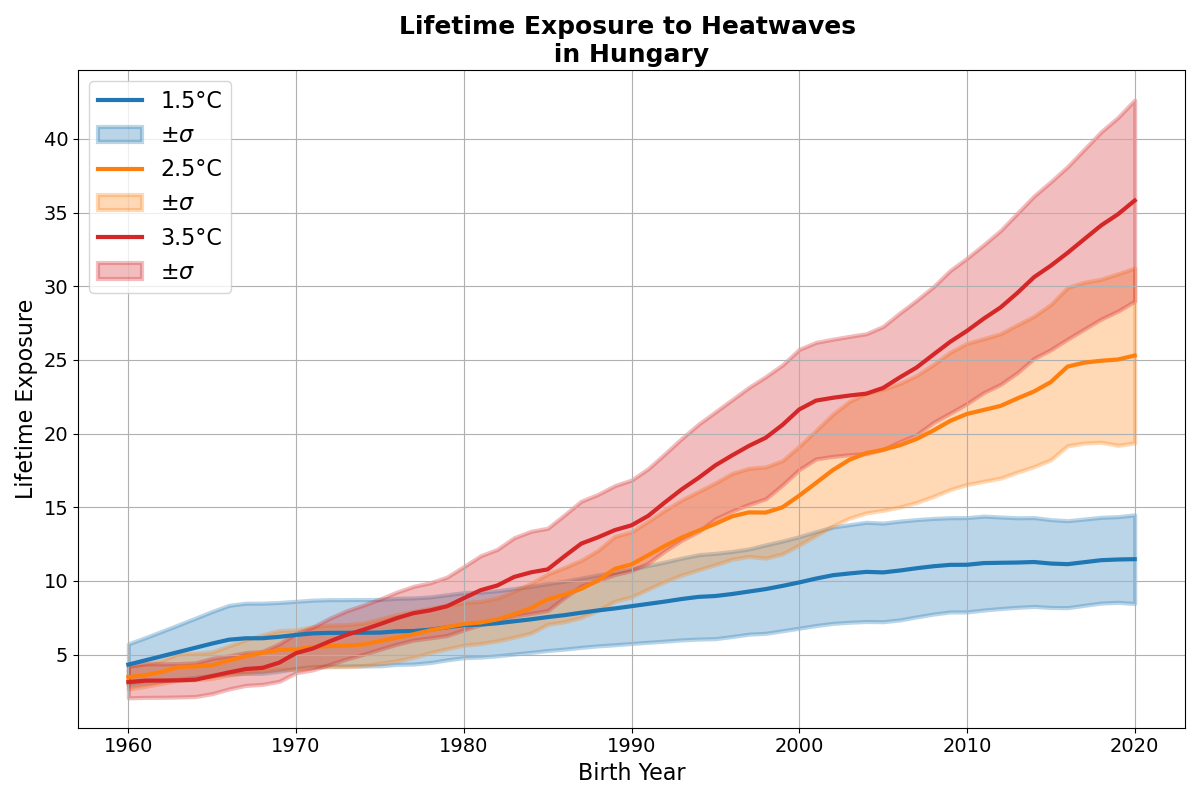 Lifetime Exposure to Heatwaves
in Hungary
1.5°C
±σ
2.5°C
±σ
3.5°C
±σ
Lifetime Exposure
40
35
30
25
20
15
10
5
1960 1970 1980 1990 2000 2010 2020
Birth Year